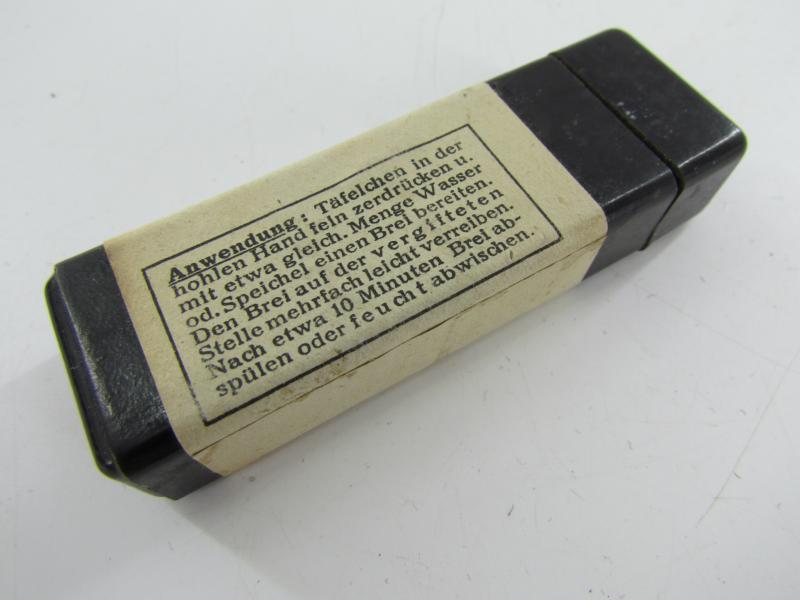 Anwendung: Täfelchen in der
hohlen Hand feln zerdrücken u.
mit etwa gleich. Menge Wasser
od. Speichel einen Brei bereiten.
Den Brei auf der vergifteten
Stelle mehrfach leicht verreiben.
Nach etwa 10 Minuten Brei ab-
spülen oder feucht abwischen.